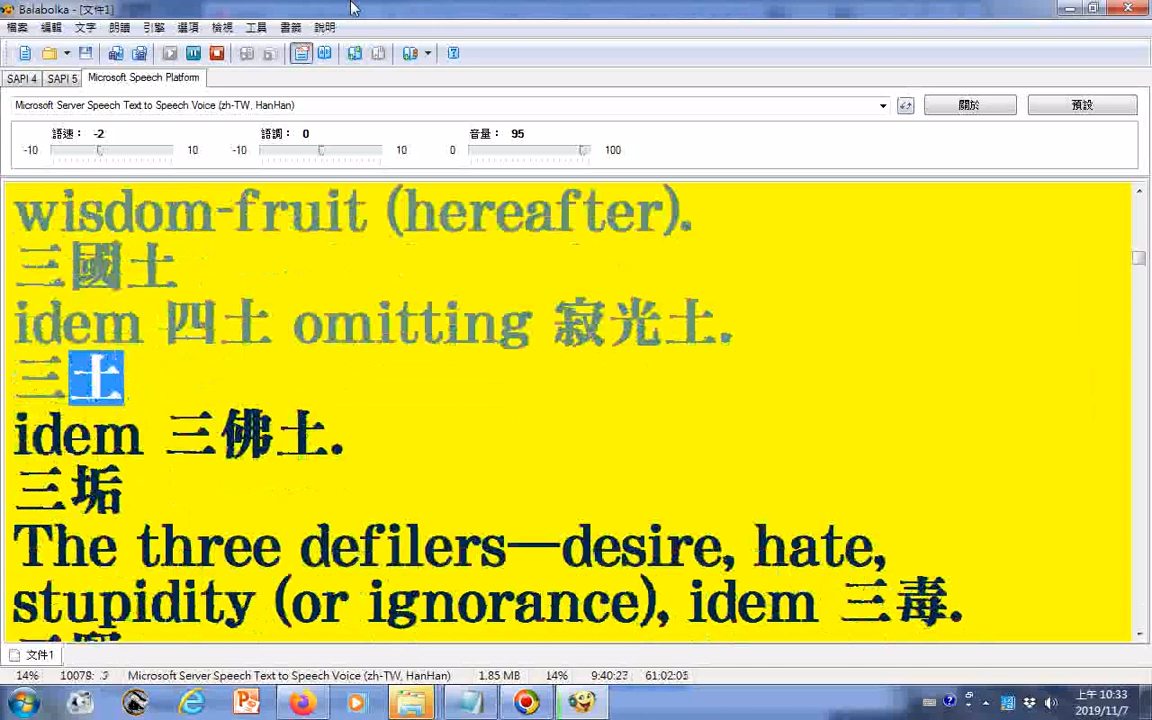 Balabolka - [文件1]
檔案 編輯 文字 朗讀 引擎 選項 檢視 工具 書籤 說明
SAPI 4 SAPI 5 Microsoft Speech Platform
Microsoft Server Speech Text to Speech Voice (zh-TW, HanHan) 關於 預設
語速： -2 語調： 0 音量： 95
-10 10 -10 10 0 100
wisdom-fruit (hereafter).
三國土
idem 四土 omitting 寂光土.
三土
idem 三佛土.
三垢
The three defilers—desire, hate,
stupidity (or ignorance), idem 三毒.
文件1
14% Microsoft Server Speech Text to Speech Voice (zh-TW, HanHan) 1.85 MB 14% 9:40:23 61:02:03
上午 10:33
2019/11/7